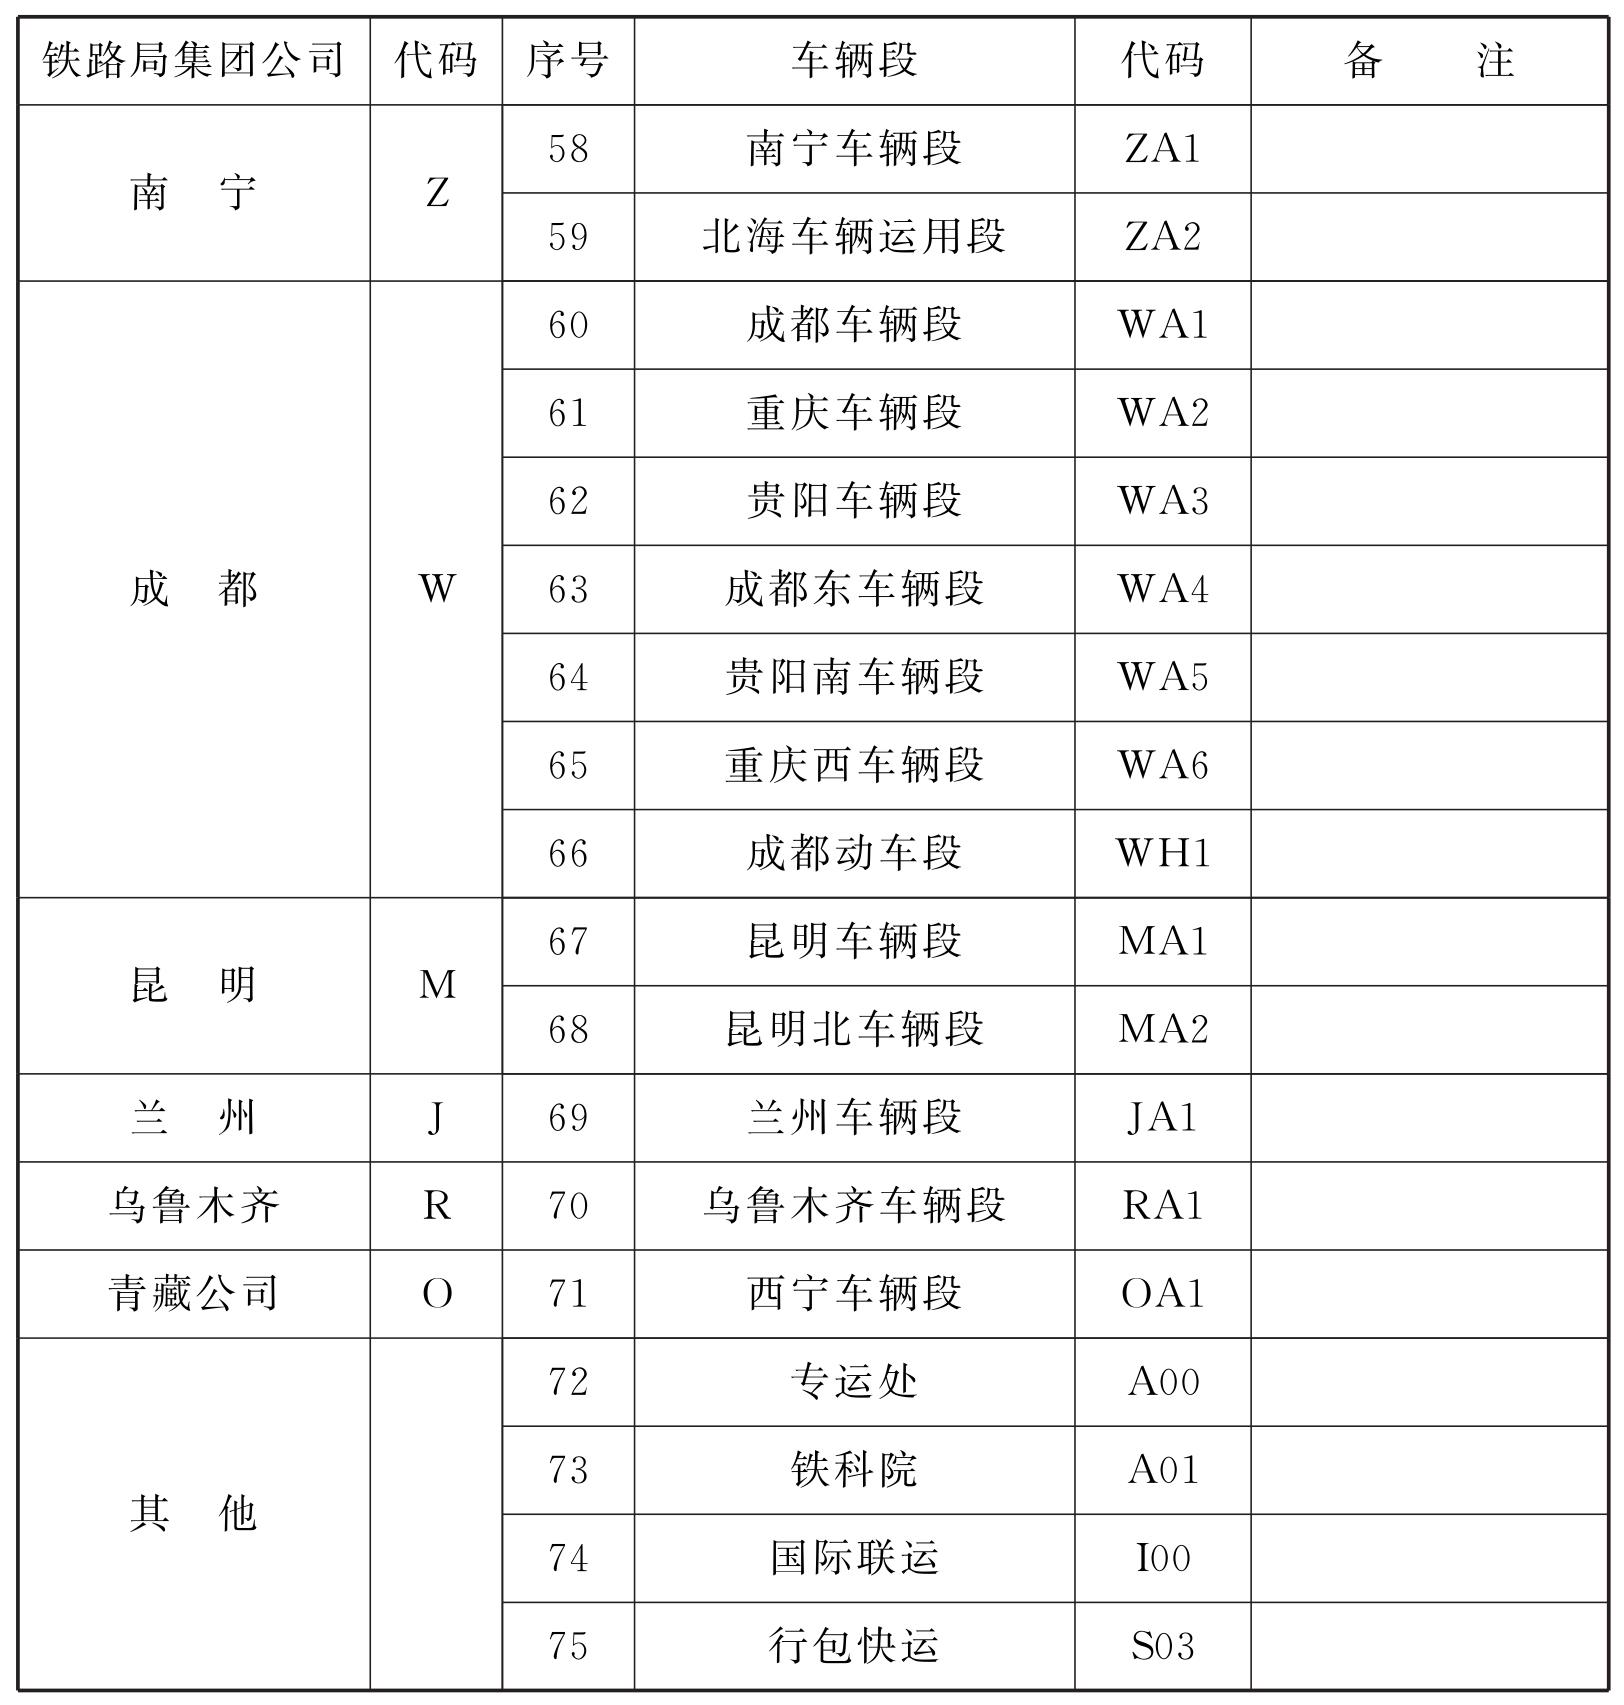 铁路局集团公司 代码 序号 车辆段 代码 备 注
南 宁 Z 58 南宁车辆段 ZA1
59 北海车辆运用段 ZA2
成 都 W 60 成都车辆段 WA1
61 重庆车辆段 WA2
62 贵阳车辆段 WA3
63 成都东车辆段 WA4
64 贵阳南车辆段 WA5
65 重庆西车辆段 WA6
66 成都动车段 WH1
昆 明 M 67 昆明车辆段 MA1
68 昆明北车辆段 MA2
兰 州 J 69 兰州车辆段 JA1
乌鲁木齐 R 70 乌鲁木齐车辆段 RA1
青藏公司 O 71 西宁车辆段 OA1
其 他 72 专运处 A00
73 铁科院 A01
74 国际联运 I00
75 行包快运 S03